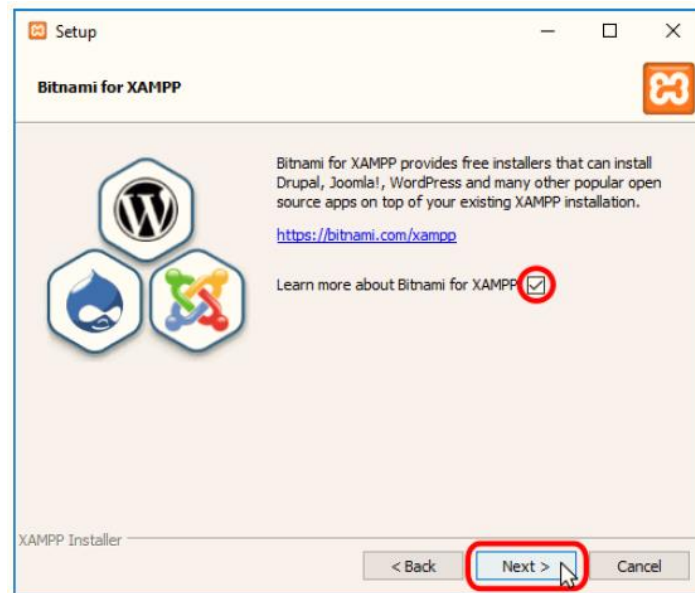 Setup
Bitnami for XAMPP
Bitnami for XAMPP provides free installers that can install
Drupal, Joomla!, WordPress and many other popular open
source apps on top of your existing XAMPP installation.
https://bitnami.com/xampp
Learn more about Bitnami for XAMPP
XAMPP Installer
< Back
Next >
Cancel